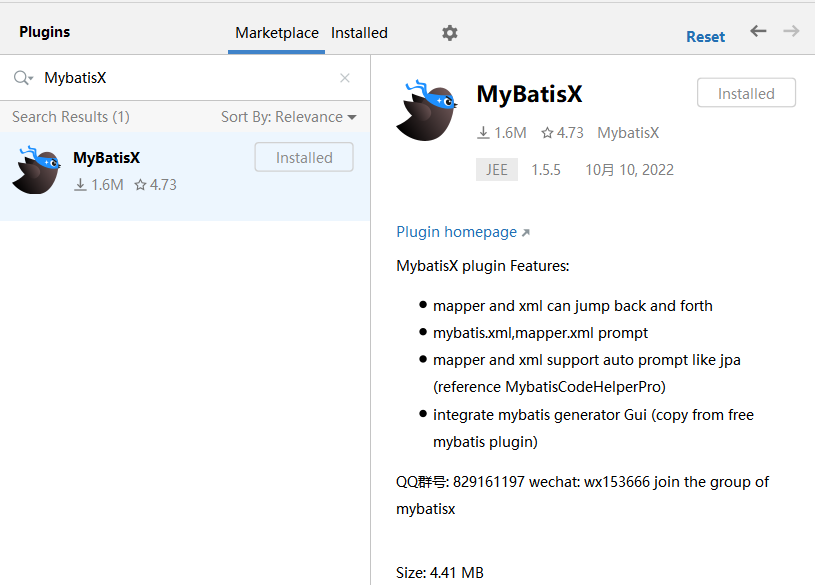 Plugins
Marketplace
Installed
Reset
MybatisX
Search Results (1)
Sort By: Relevance
MyBatisX
Installed
1.6M
4.73
MyBatisX
Installed
1.6M
4.73
MybatisX
JEE
1.5.5
10月 10, 2022
Plugin homepage
MybatisX plugin Features:
mapper and xml can jump back and forth
mybatis.xml,mapper.xml prompt
mapper and xml support auto prompt like jpa
(reference MybatisCodeHelperPro)
integrate mybatis generator Gui (copy from free
mybatis plugin)
QQ群号: 829161197 wechat: wx153666 join the group of
mybatisx
Size: 4.41 MB